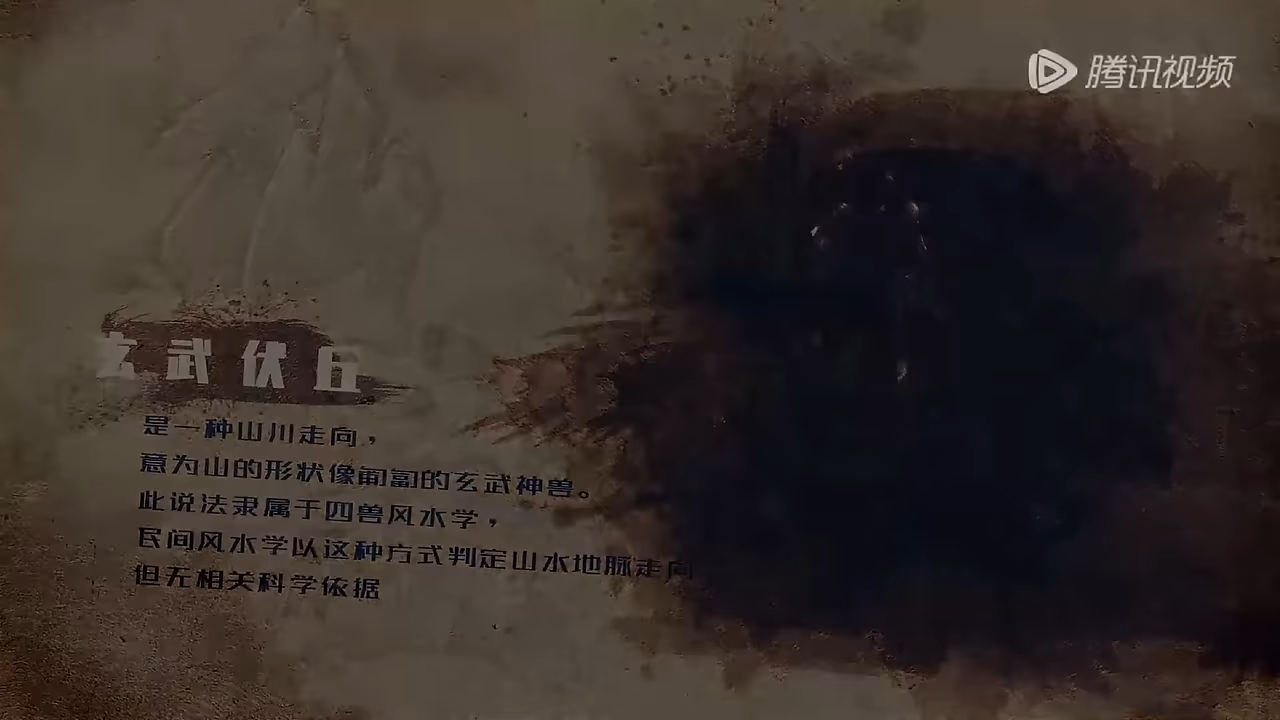 腾讯视频
玄武伏丘
是一种山川走向，
意为山的形状像匍匐的玄武神兽。
此说法隶属于四兽风水学，
民间风水学以这种方式判定山水地脉走向
但无相关科学依据